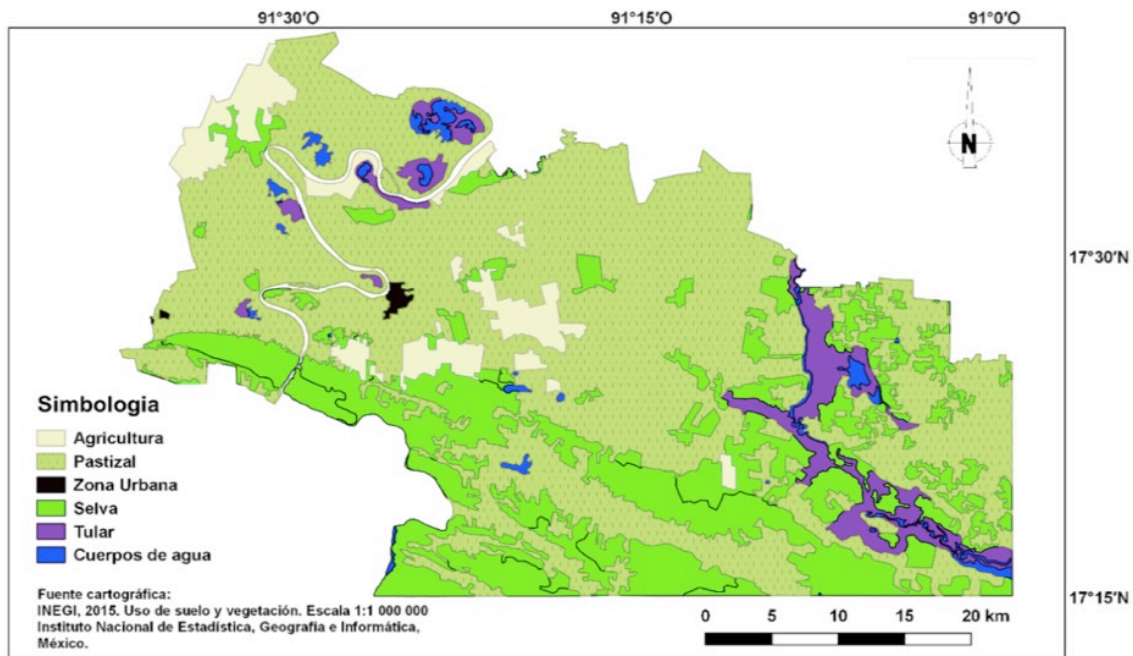 91°30'O 91°15'O 91°0'O
N
17°30'N
Simbologia
Agricultura
Pastizal
Zona Urbana
Selva
Tular
Cuerpos de agua
Fuente cartográfica:
INEGI, 2015. Uso de suelo y vegetación. Escala 1:1 000 000
Instituto Nacional de Estadística, Geografía e Informática,
México.
17°15'N
0 5 10 15 20 km